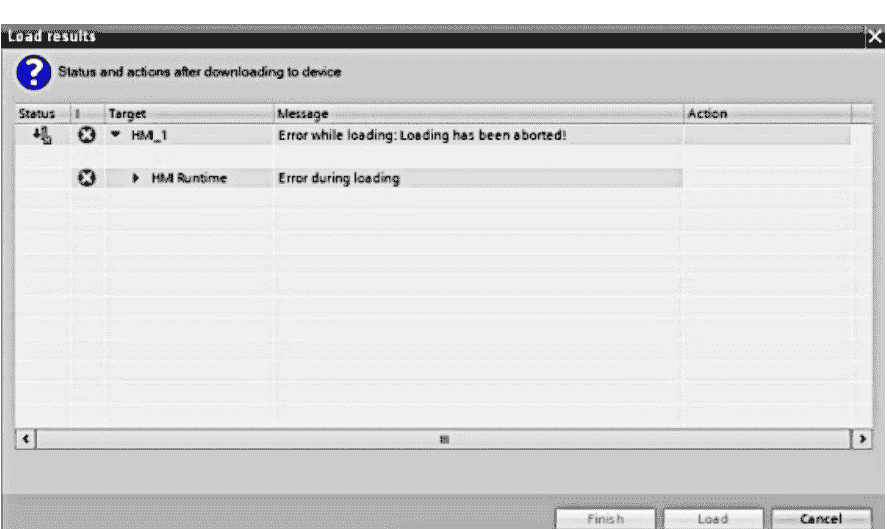 Load results
Status and actions after downloading to device
Status ! Target Message Action
HMI_1 Error while loading: Loading has been aborted!
HMI Runtime Error during loading
Finish Load Cancel